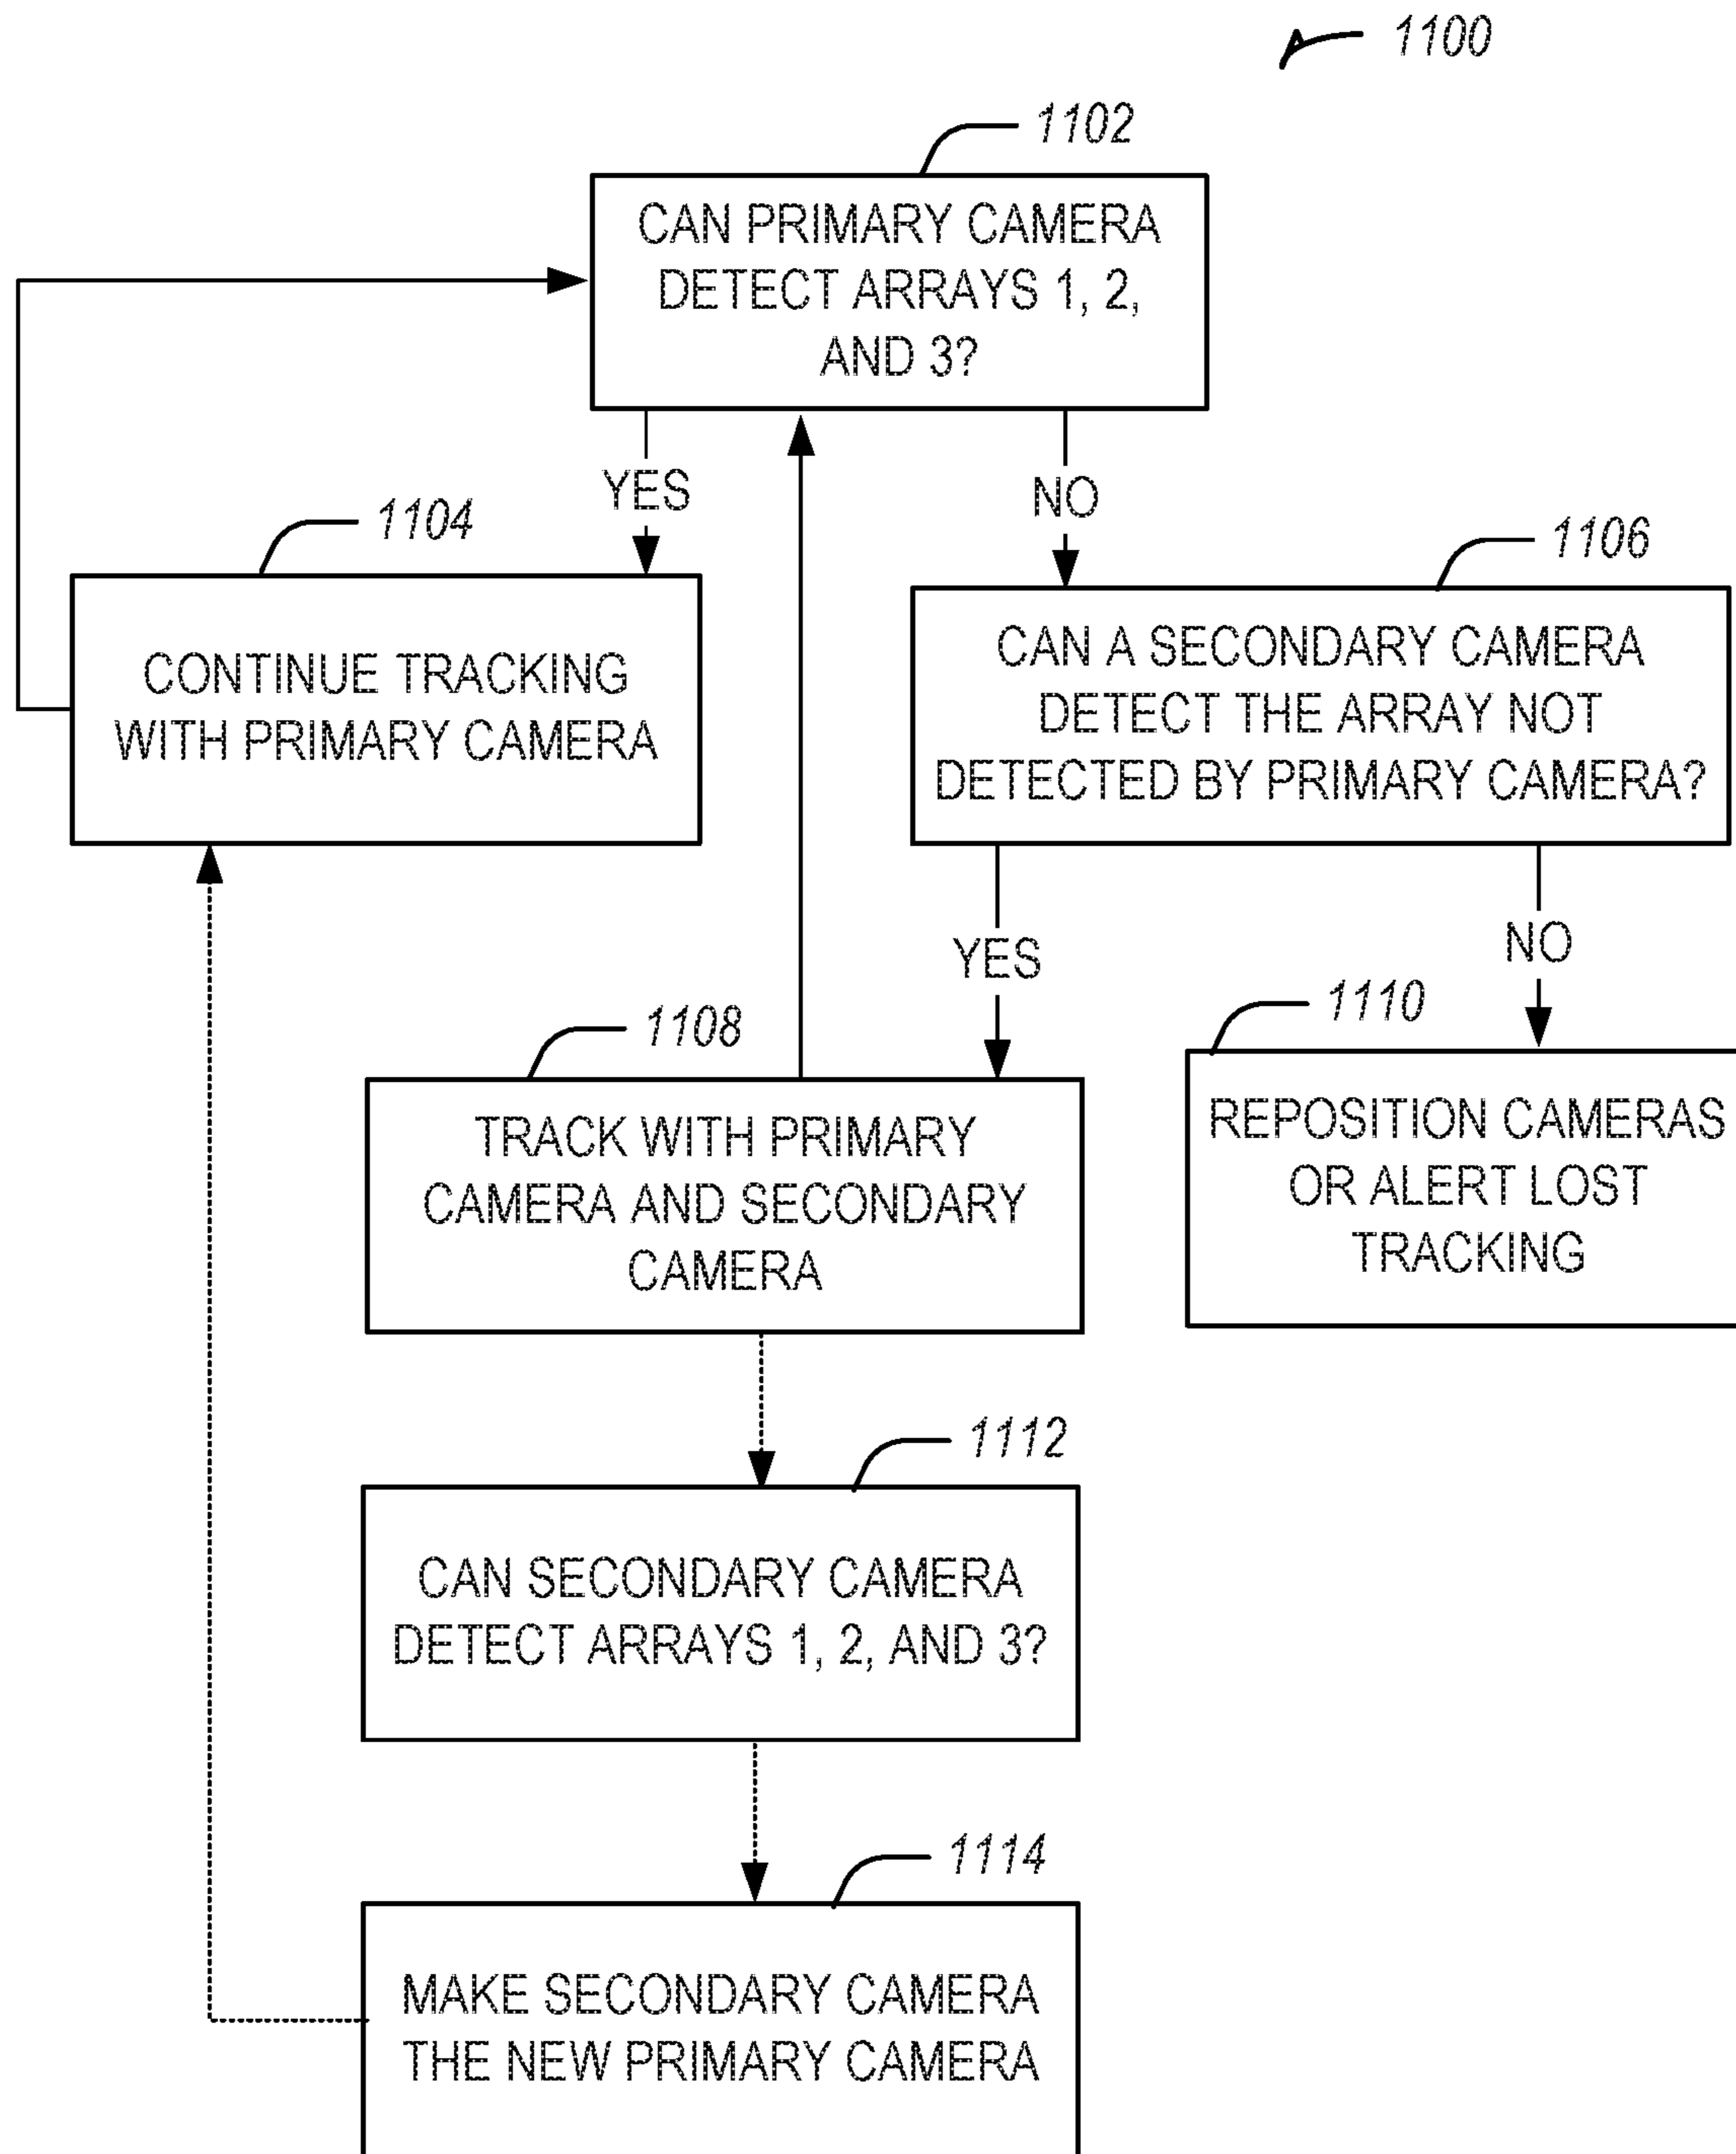 1100
1102
CAN PRIMARY CAMERA
DETECT ARRAYS 1, 2,
AND 3?
YES
NO
1104
CONTINUE TRACKING
WITH PRIMARY CAMERA
1106
CAN A SECONDARY CAMERA
DETECT THE ARRAY NOT
DETECTED BY PRIMARY CAMERA?
YES
NO
1108
TRACK WITH PRIMARY
CAMERA AND SECONDARY
CAMERA
1110
REPOSITION CAMERAS
OR ALERT LOST
TRACKING
1112
CAN SECONDARY CAMERA
DETECT ARRAYS 1, 2, AND 3?
1114
MAKE SECONDARY CAMERA
THE NEW PRIMARY CAMERA